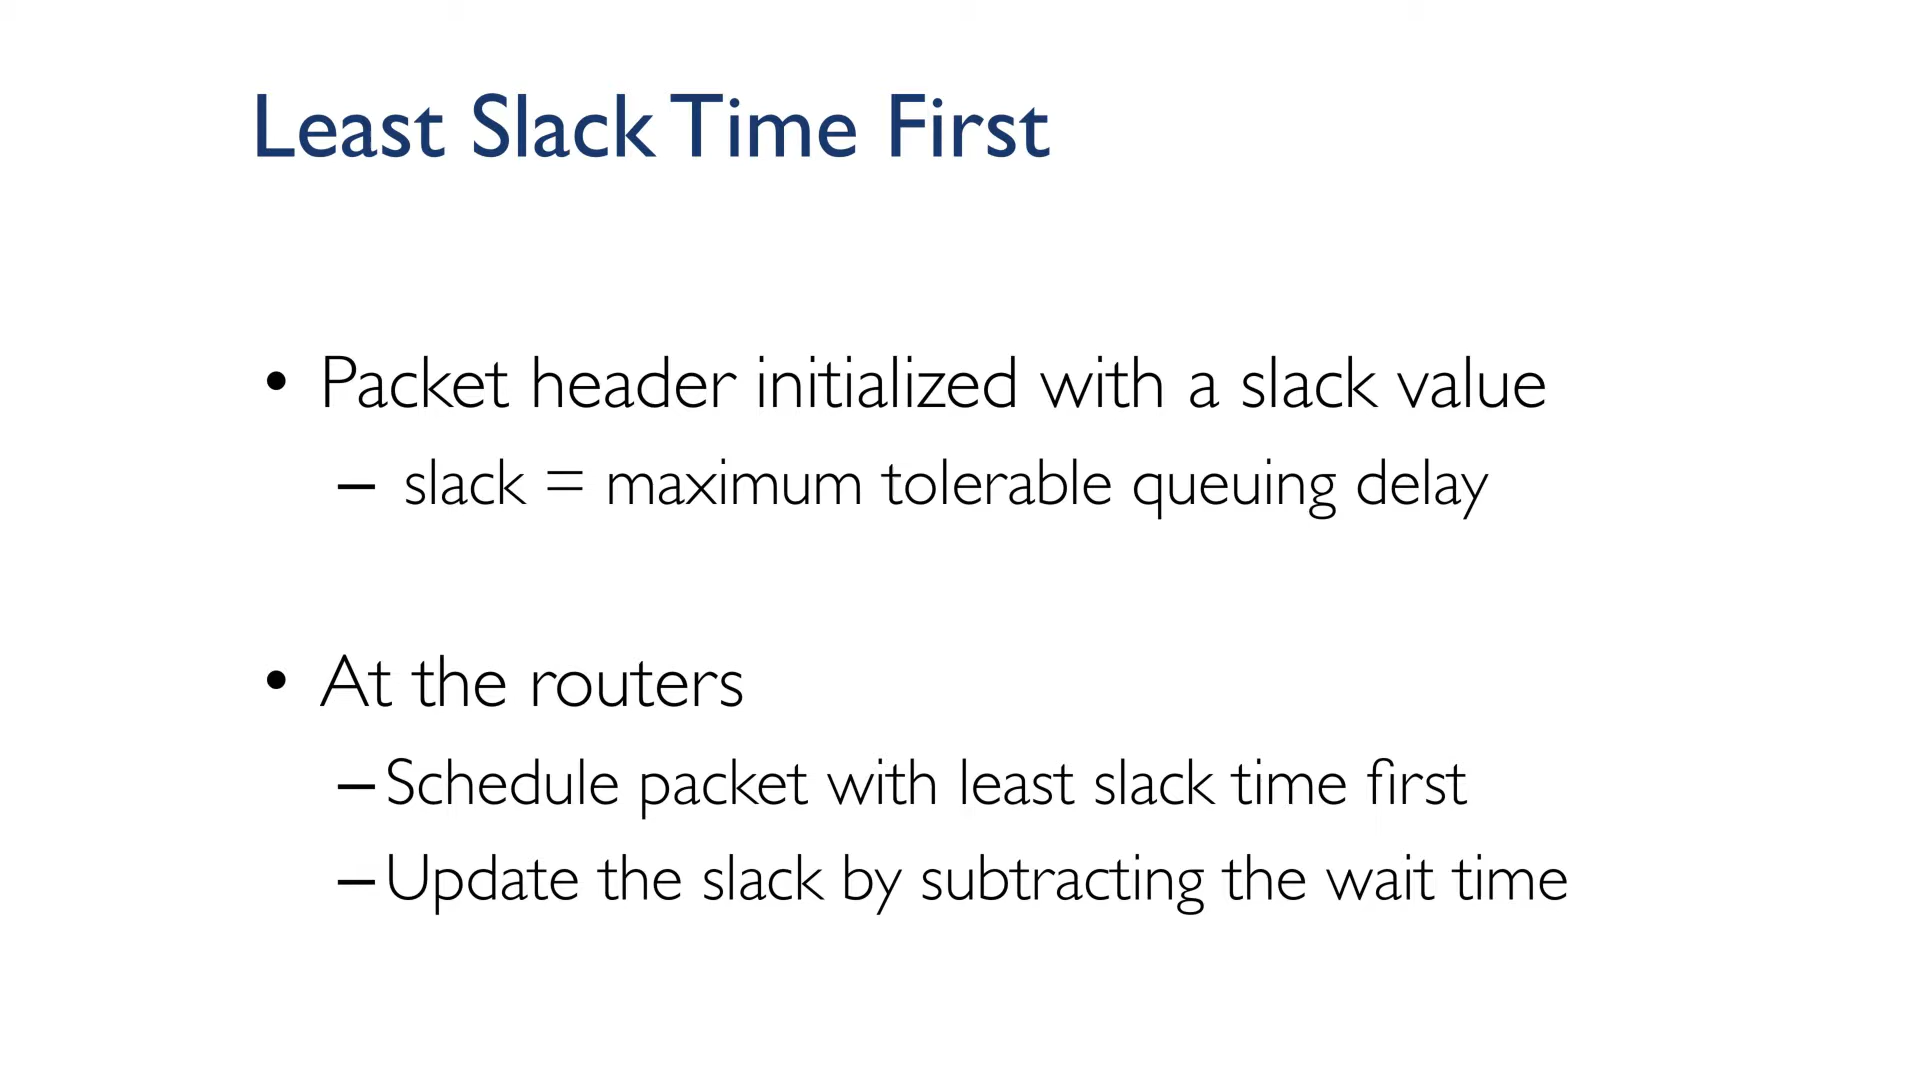 Least Slack Time First
• Packet header initialized with a slack value
– slack = maximum tolerable queuing delay
• At the routers
– Schedule packet with least slack time first
– Update the slack by subtracting the wait time